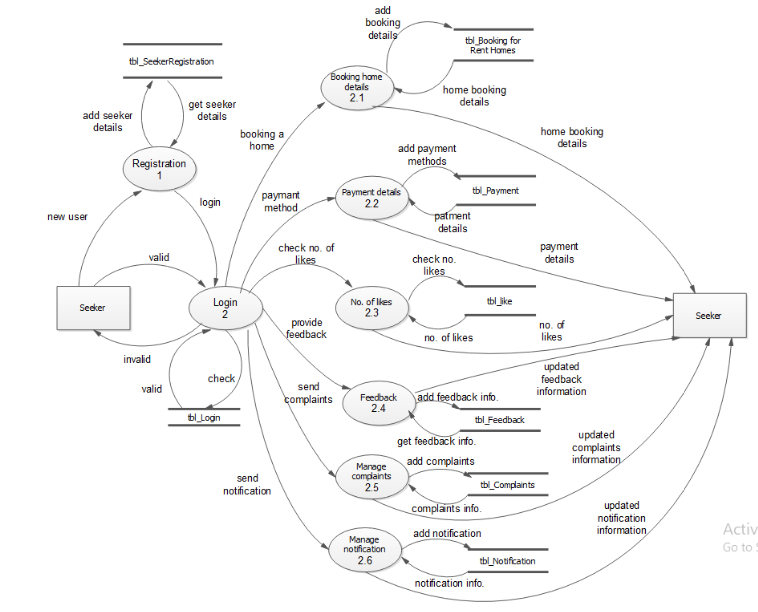 add
booking
details
tbl_Booking for
Rent Homes
tbl_SeekerRegistration
Booking home
details
2.1
home booking
details
add seeker
details
get seeker
details
booking a
home
home booking
details
Registration
1
add payment
methods
login
paymant
method
Payment details
2.2
tbl_Payment
patment
details
new user
valid
check no. of
likes
check no.
likes
payment
details
Seeker
Login
2
No. of likes
2.3
tbl_like
no. of likes
no. of
likes
Seeker
provide
feedback
invalid
valid
check
tbl_Login
send
complaints
Feedback
2.4
add feedback info.
tbl_Feedback
get feedback info.
updated
feedback
information
Manage
complaints
2.5
add complaints
tbl_Complaints
complaints info.
updated
complaints
information
send
notification
Manage
notification
2.6
add notification
tbl_Notification
notification info.
updated
notification
information
Activ
Go to S